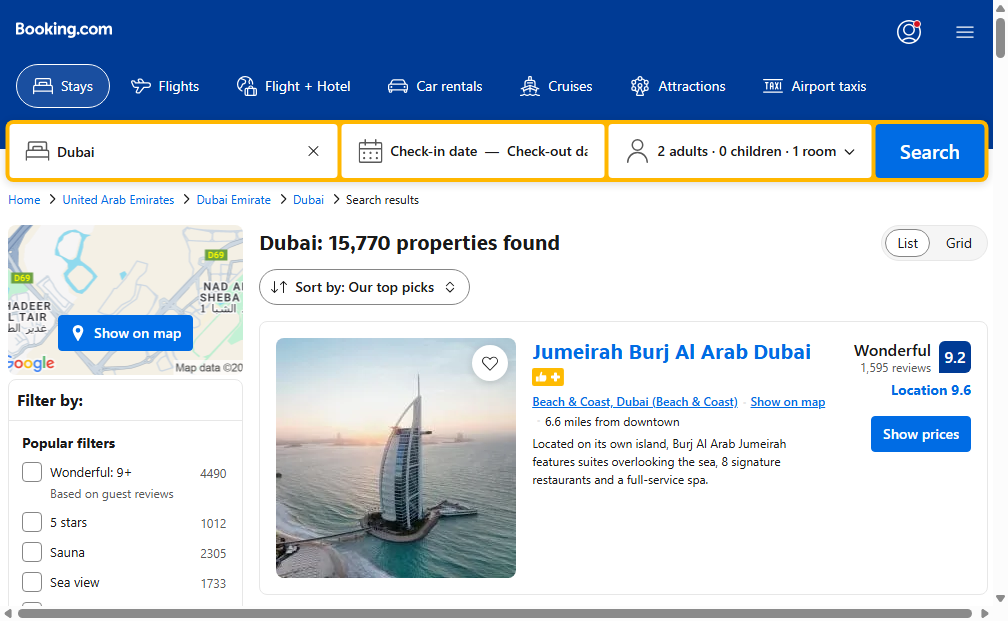 Booking.com
Stays
Flights
Flight + Hotel
Car rentals
Cruises
Attractions
TAXI Airport taxis
Dubai
Check-in date — Check-out da
2 adults · 0 children · 1 room
Search
Home
United Arab Emirates
Dubai Emirate
Dubai
Search results
D69
D69
NAD Al
SHEBA
ند الشبا 1
HADEER
L TAIR
غدير الط
Show on map
Google
Map data ©20
Filter by:
Popular filters
Wonderful: 9+ 4490
Based on guest reviews
5 stars 1012
Sauna 2305
Sea view 1733
Dubai: 15,770 properties found
List Grid
Sort by: Our top picks
Jumeirah Burj Al Arab Dubai
Beach & Coast, Dubai (Beach & Coast) · Show on map
· 6.6 miles from downtown
Located on its own island, Burj Al Arab Jumeirah
features suites overlooking the sea, 8 signature
restaurants and a full-service spa.
Wonderful 9.2
1,595 reviews
Location 9.6
Show prices